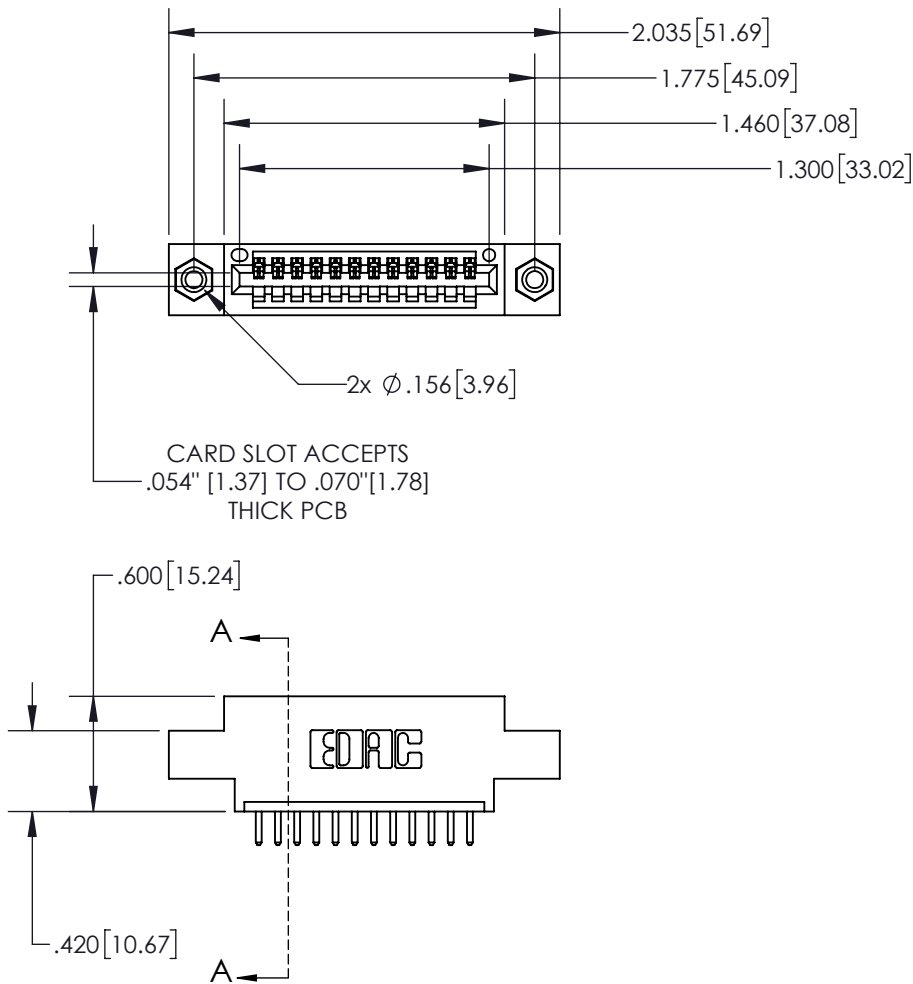 2.035[51.69]
1.775[45.09]
1.460[37.08]
1.300[33.02]
2x ⌀.156[3.96]
CARD SLOT ACCEPTS
.054" [1.37] TO .070"[1.78]
THICK PCB
.600[15.24]
A
EDAC
.420[10.67]
A